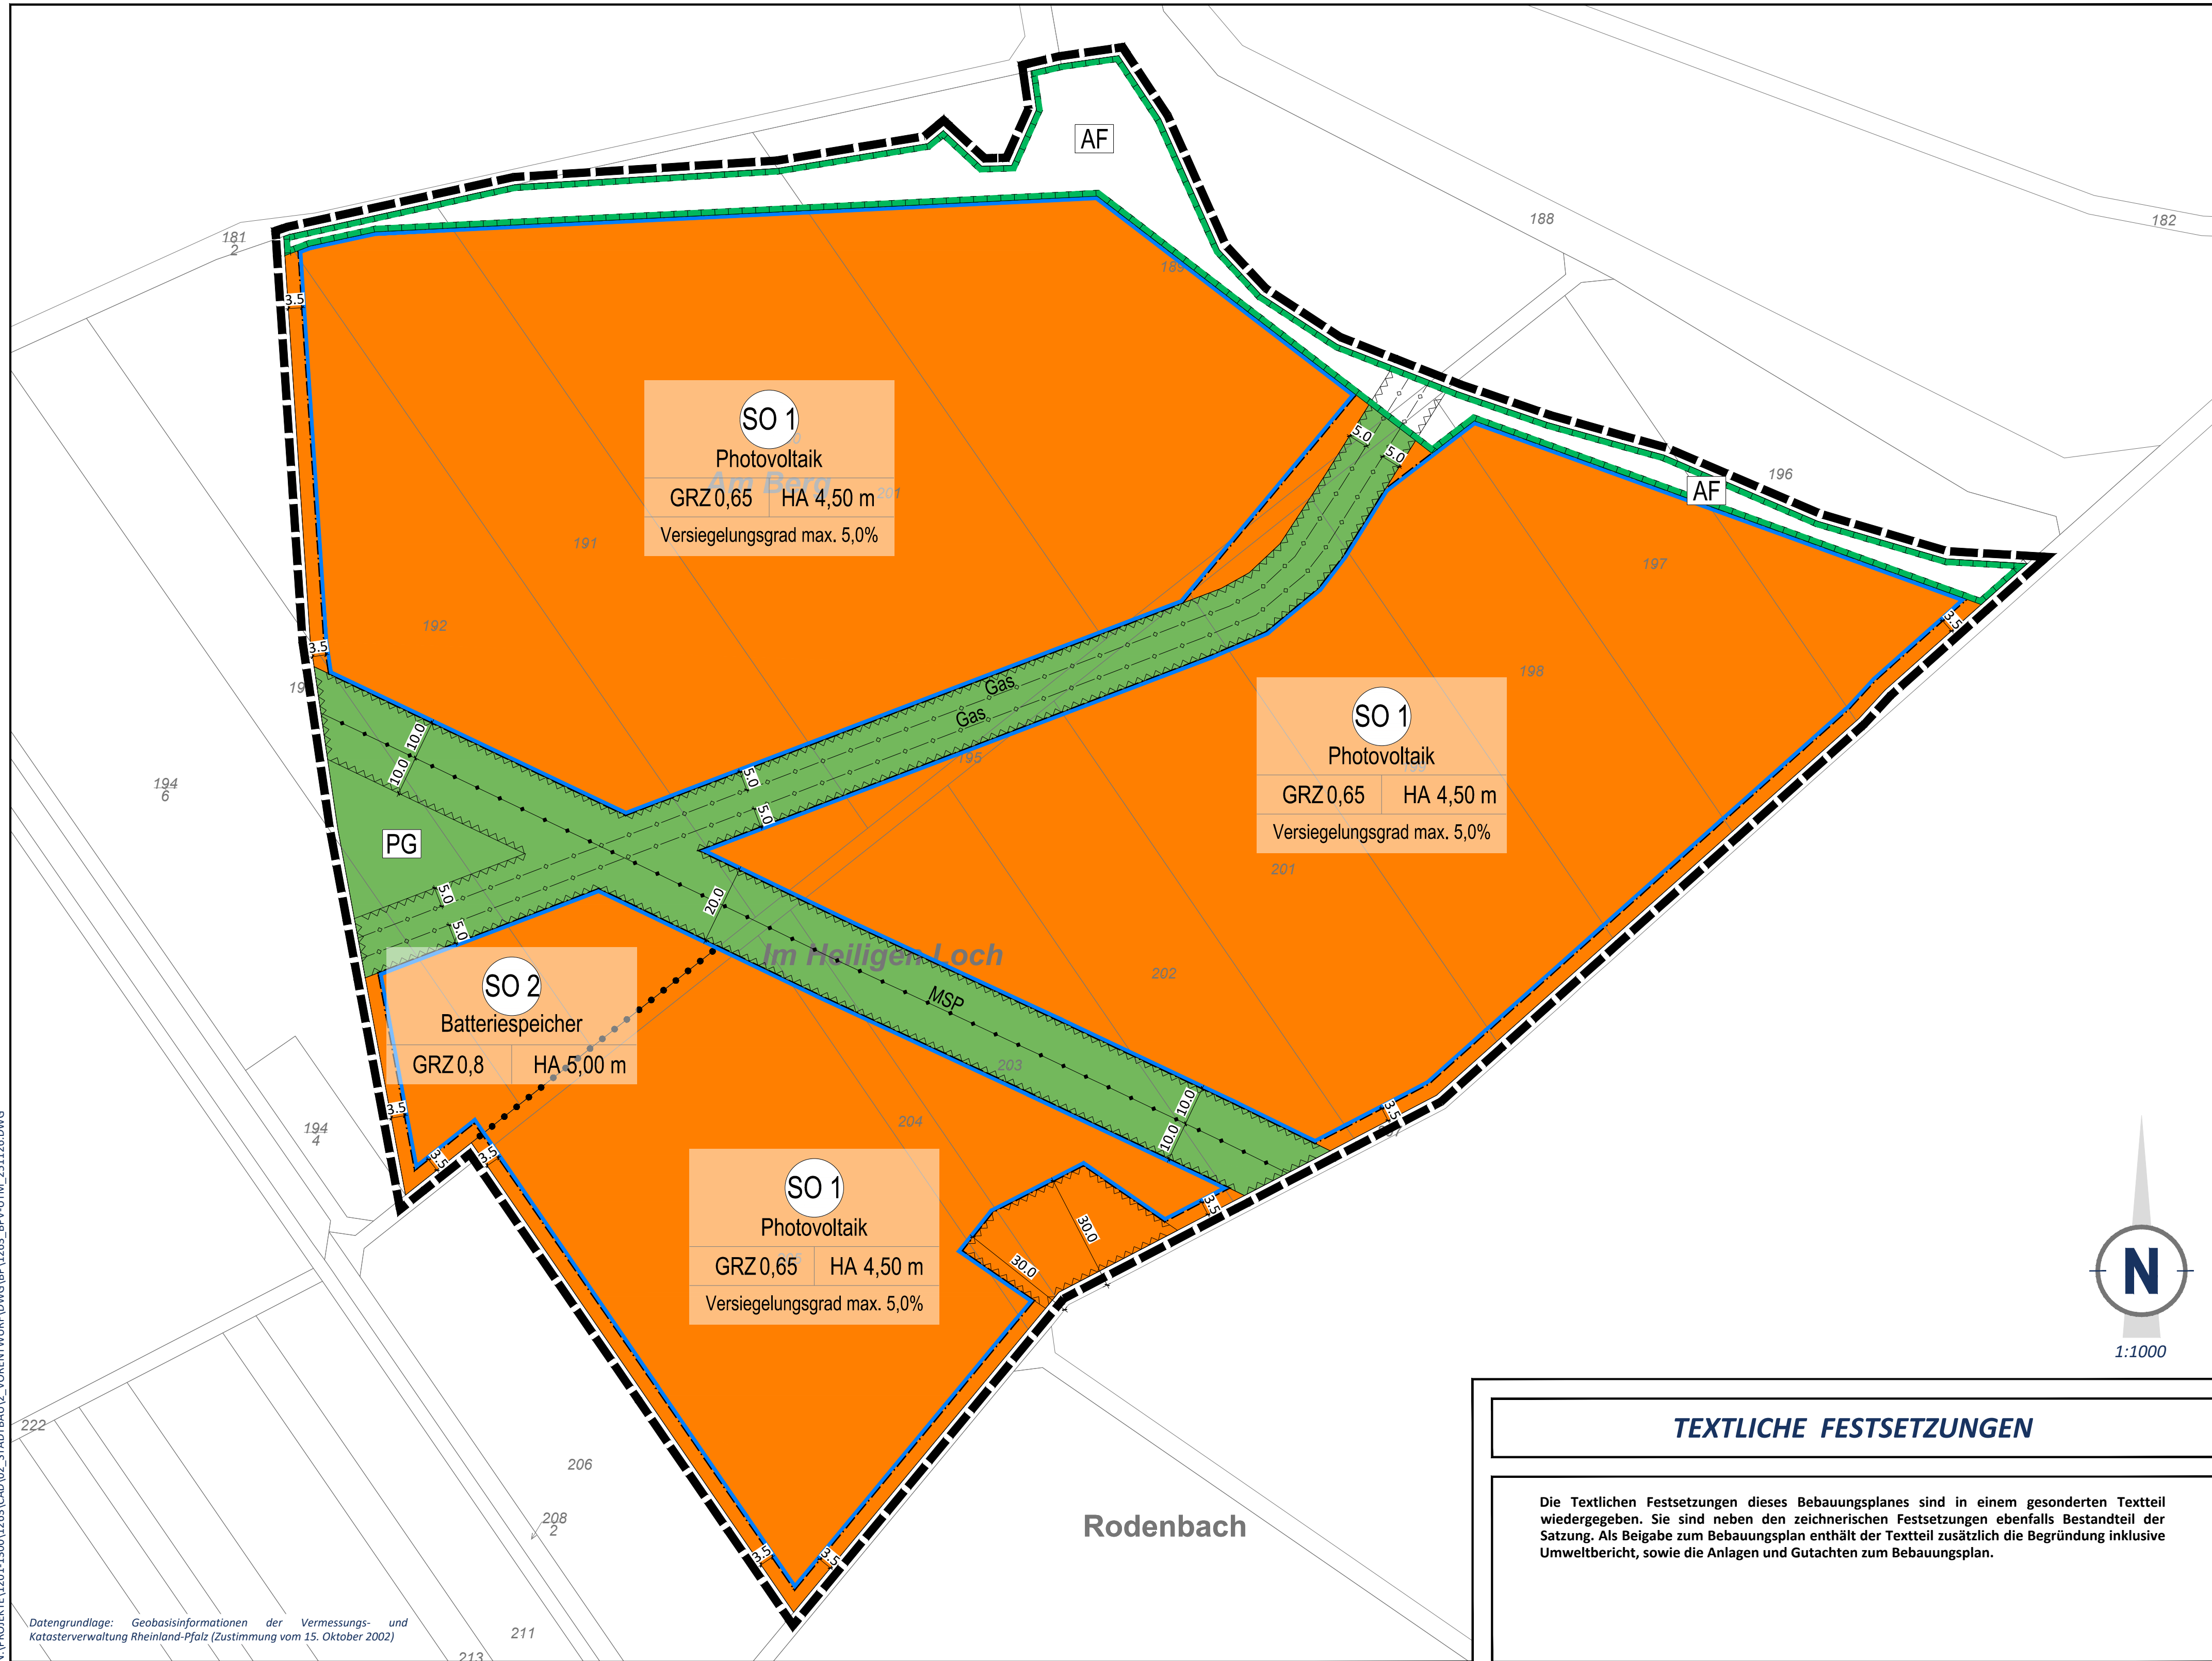 AF
188
182
181
2
189
3.5
SO 1
Photovoltaik
Am Berg
201
GRZ 0,65 HA 4,50 m
Versiegelungsgrad max. 5,0%
5.0
5.0
196
AF
191
197
192
3.5
3.5
198
Gas
Gas
SO 1
Photovoltaik
GRZ 0,65 HA 4,50 m
Versiegelungsgrad max. 5,0%
10.0
10.0
195
194
6
5.0
5.0
PG
201
5.0
5.0
20.0
Im Heiligen Loch
202
MSP
SO 2
Batteriespeicher
GRZ 0,8 HA 5,00 m
203
204
10.0
10.0
3.5
3.5
194
4
3.5
3.5
SO 1
Photovoltaik
GRZ 0,65 HA 4,50 m
Versiegelungsgrad max. 5,0%
3.5
30.0
30.0
N
1:1000
222
206
208
2
211
213
3.5
3.5
Rodenbach
TEXTLICHE FESTSETZUNGEN
Die Textlichen Festsetzungen dieses Bebauungsplanes sind in einem gesonderten Textteil
wiedergegeben. Sie sind neben den zeichnerischen Festsetzungen ebenfalls Bestandteil der
Satzung. Als Beigabe zum Bebauungsplan enthält der Textteil zusätzlich die Begründung inklusive
Umweltbericht, sowie die Anlagen und Gutachten zum Bebauungsplan.
Datengrundlage: Geobasisinformationen der Vermessungs- und
Katasterverwaltung Rheinland-Pfalz (Zustimmung vom 15. Oktober 2002)